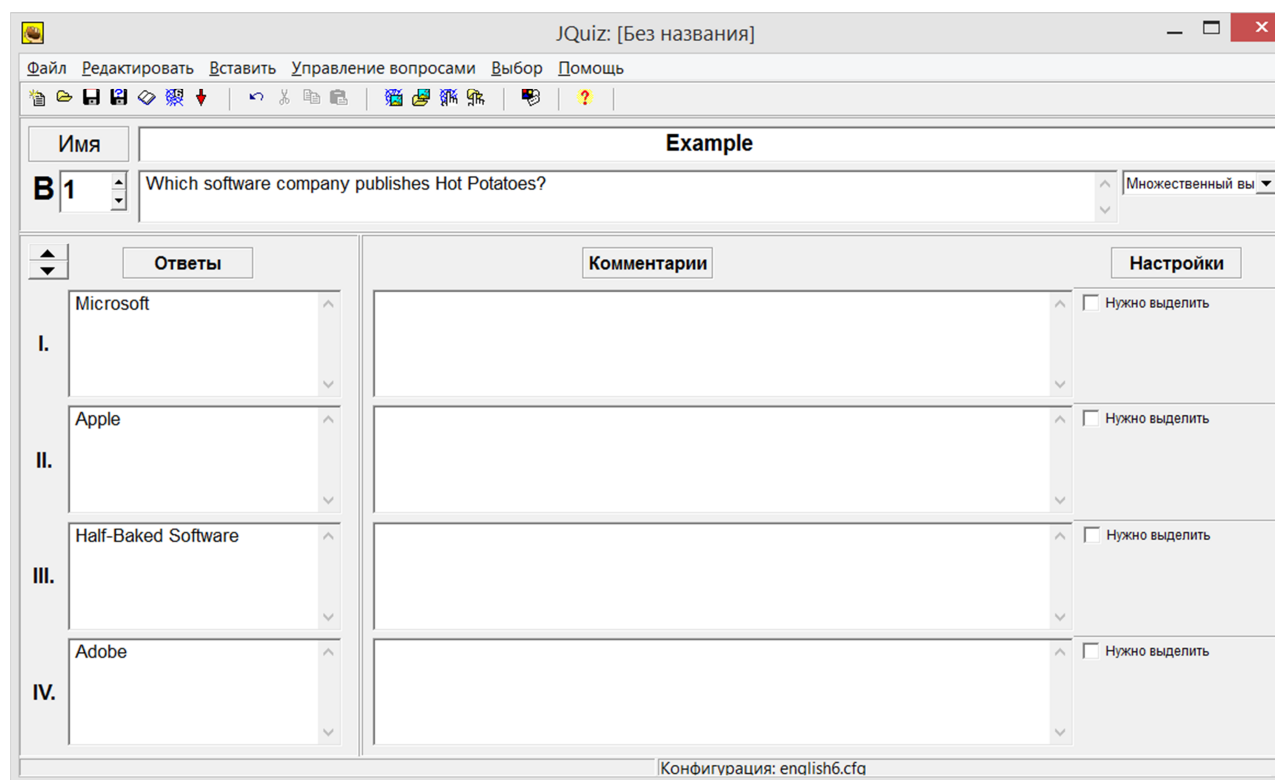 JQuiz: [Без названия]
Файл Редактировать Вставить Управление вопросами Выбор Помощь
Имя Example
В 1 Which software company publishes Hot Potatoes? Множественный вы
Ответы Комментарии Настройки
I. Microsoft Нужно выделить
II. Apple Нужно выделить
III. Half-Baked Software Нужно выделить
IV. Adobe Нужно выделить
Конфигурация: english6.cfg